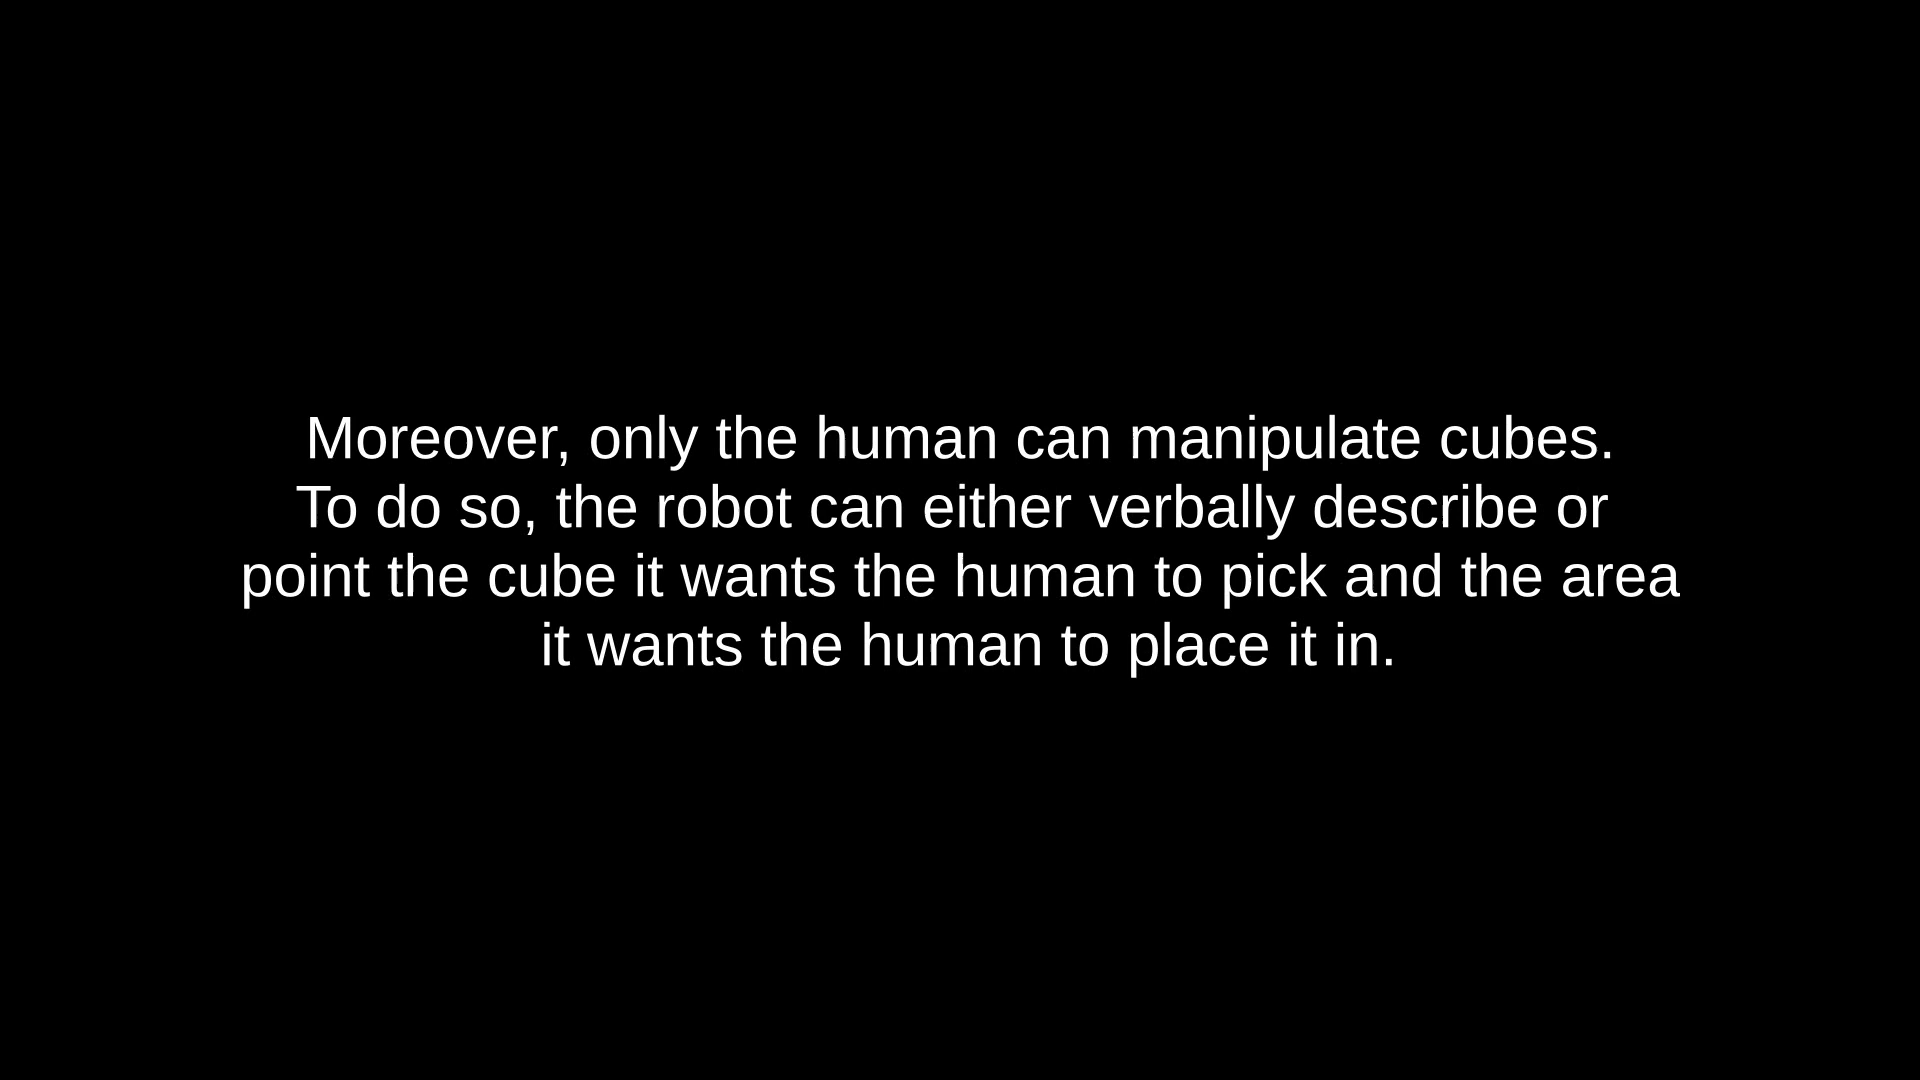 Moreover, only the human can manipulate cubes.
To do so, the robot can either verbally describe or
point the cube it wants the human to pick and the area
it wants the human to place it in.